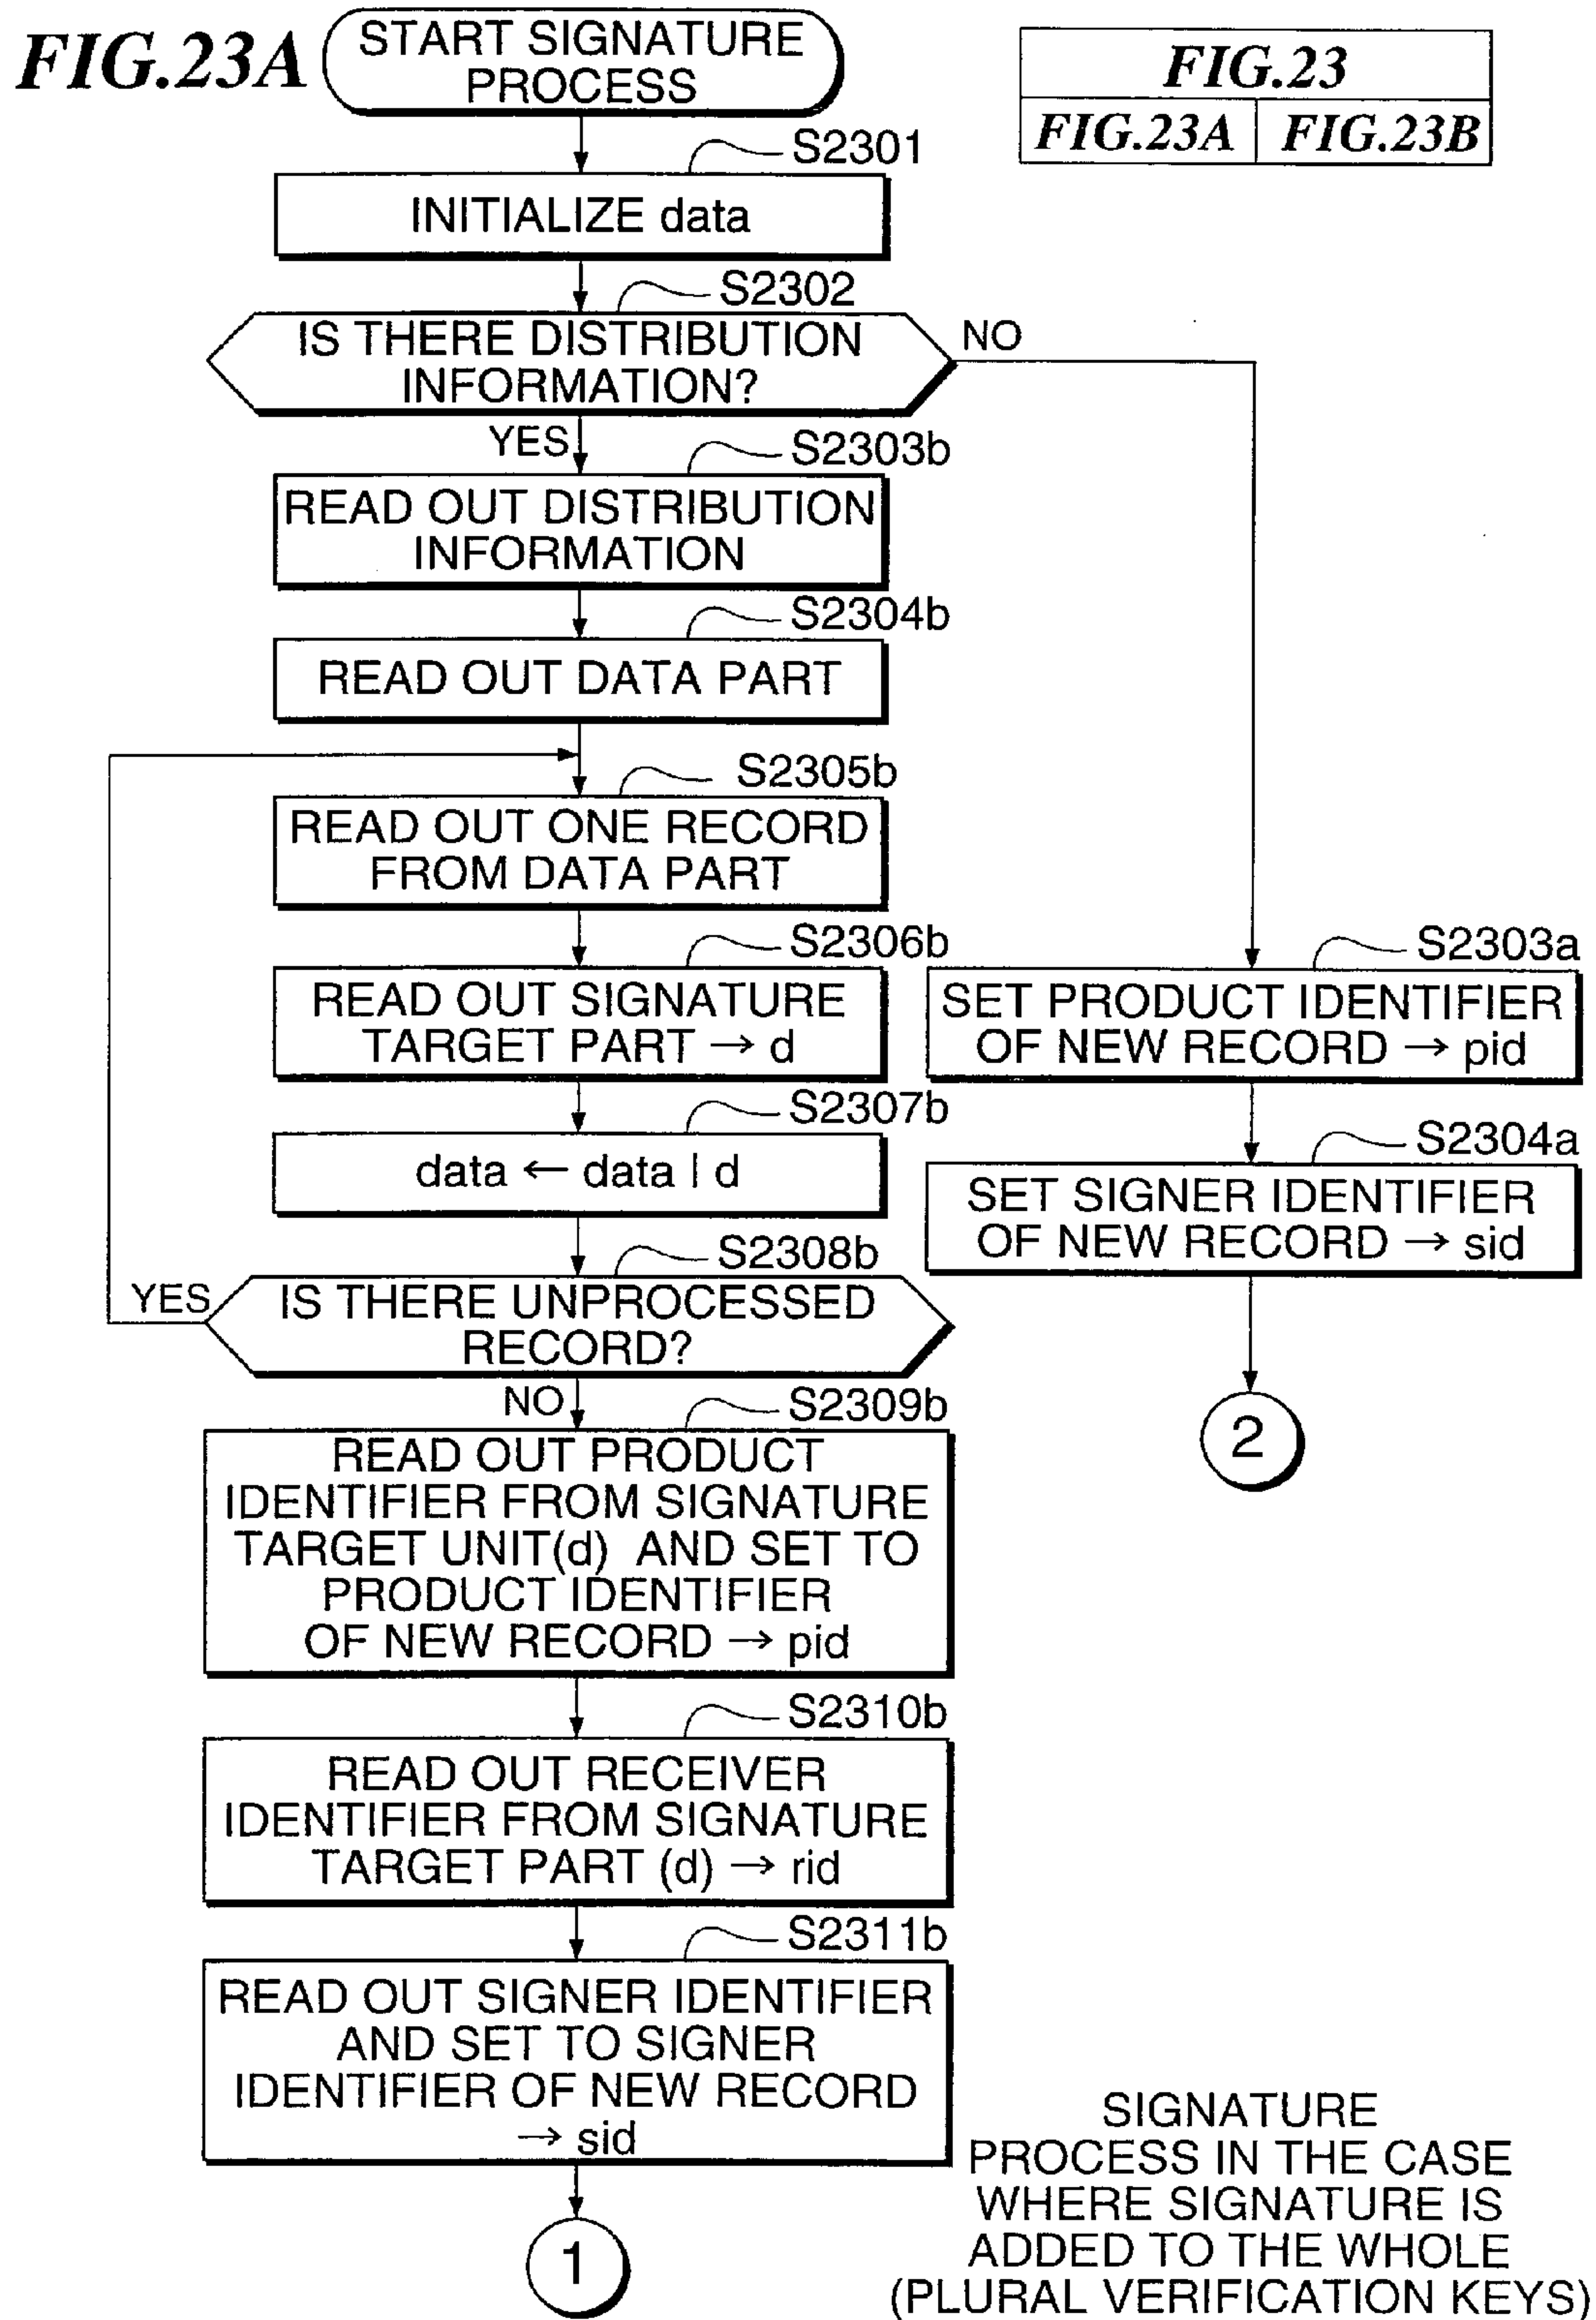 FIG.23A
START SIGNATURE
PROCESS
FIG.23
FIG.23A
FIG.23B
S2301
INITIALIZE data
S2302
IS THERE DISTRIBUTION
INFORMATION?
NO
YES
S2303b
READ OUT DISTRIBUTION
INFORMATION
S2304b
READ OUT DATA PART
S2305b
READ OUT ONE RECORD
FROM DATA PART
S2306b
READ OUT SIGNATURE
TARGET PART → d
S2307b
data ← data | d
S2308b
YES
IS THERE UNPROCESSED
RECORD?
NO
S2309b
READ OUT PRODUCT
IDENTIFIER FROM SIGNATURE
TARGET UNIT(d) AND SET TO
PRODUCT IDENTIFIER
OF NEW RECORD → pid
S2310b
READ OUT RECEIVER
IDENTIFIER FROM SIGNATURE
TARGET PART (d) → rid
S2311b
READ OUT SIGNER IDENTIFIER
AND SET TO SIGNER
IDENTIFIER OF NEW RECORD
→ sid
1
S2303a
SET PRODUCT IDENTIFIER
OF NEW RECORD → pid
S2304a
SET SIGNER IDENTIFIER
OF NEW RECORD → sid
2
SIGNATURE
PROCESS IN THE CASE
WHERE SIGNATURE IS
ADDED TO THE WHOLE
(PLURAL VERIFICATION KEYS)